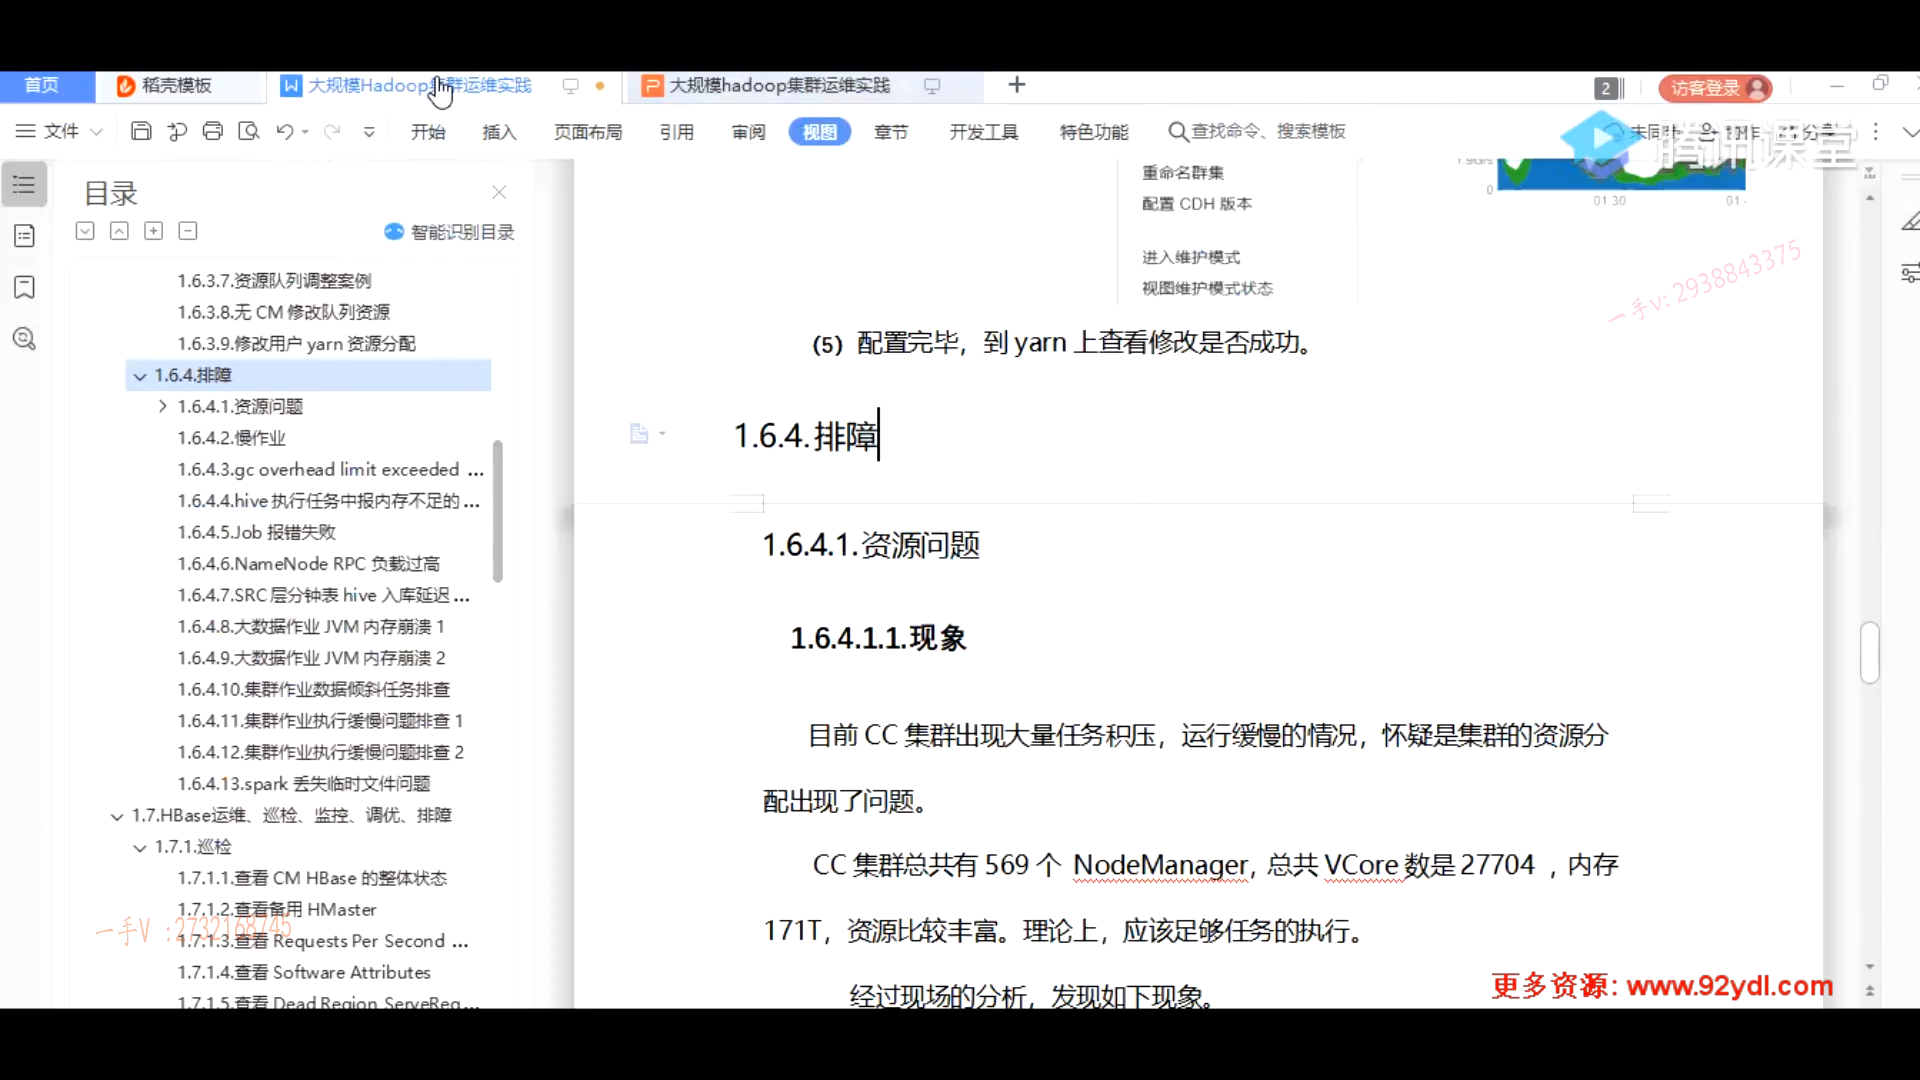 首页
稻壳模板
大规模Hadoop集群运维实践
大规模hadoop集群运维实践
2
访客登录
文件
开始
插入
页面布局
引用
审阅
视图
章节
开发工具
特色功能
查找命令、搜索模板
腾讯课堂
目录
智能识别目录
1.6.3.7.资源队列调整案例
1.6.3.8.无 CM 修改队列资源
1.6.3.9.修改用户 yarn 资源分配
1.6.4.排障
1.6.4.1.资源问题
1.6.4.2.慢作业
1.6.4.3.gc overhead limit exceeded ...
1.6.4.4.hive 执行任务中报内存不足的 ...
1.6.4.5.Job 报错失败
1.6.4.6.NameNode RPC 负载过高
1.6.4.7.SRC 层分钟表 hive 入库延迟 ...
1.6.4.8.大数据作业 JVM 内存崩溃 1
1.6.4.9.大数据作业 JVM 内存崩溃 2
1.6.4.10.集群作业数据倾斜任务排查
1.6.4.11.集群作业执行缓慢问题排查 1
1.6.4.12.集群作业执行缓慢问题排查 2
1.6.4.13.spark 丢失临时文件问题
1.7.HBase运维、巡检、监控、调优、排障
1.7.1.巡检
1.7.1.1.查看 CM HBase 的整体状态
1.7.1.2.查看备用 HMaster
一手V :2732168745
1.7.1.3.查看 Requests Per Second ...
1.7.1.4.查看 Software Attributes
1.7.1.5.查看 Dead Region ServeReg...
重命名群集
配置 CDH 版本
进入维护模式
视图维护模式状态
0
01 30
一手v: 2938843375
(5) 配置完毕，到 yarn 上查看修改是否成功。
1.6.4.排障
1.6.4.1.资源问题
1.6.4.1.1.现象
目前 CC 集群出现大量任务积压，运行缓慢的情况，怀疑是集群的资源分
配出现了问题。
CC 集群总共有 569 个 NodeManager, 总共 VCore 数是 27704 ，内存
171T，资源比较丰富。理论上，应该足够任务的执行。
经过现场的分析，发现如下现象。
更多资源: www.92ydl.com